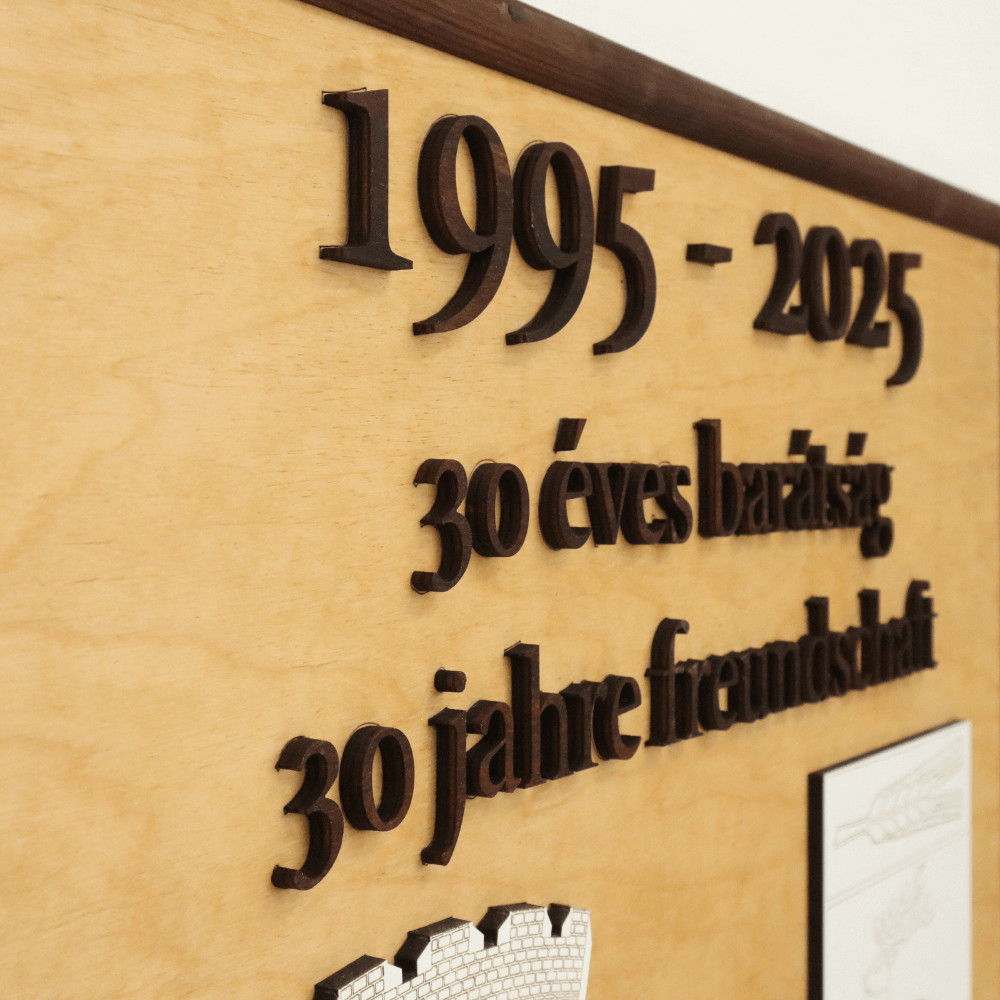 1995 - 2025
30 éves barátság
30 jahre freundschaft